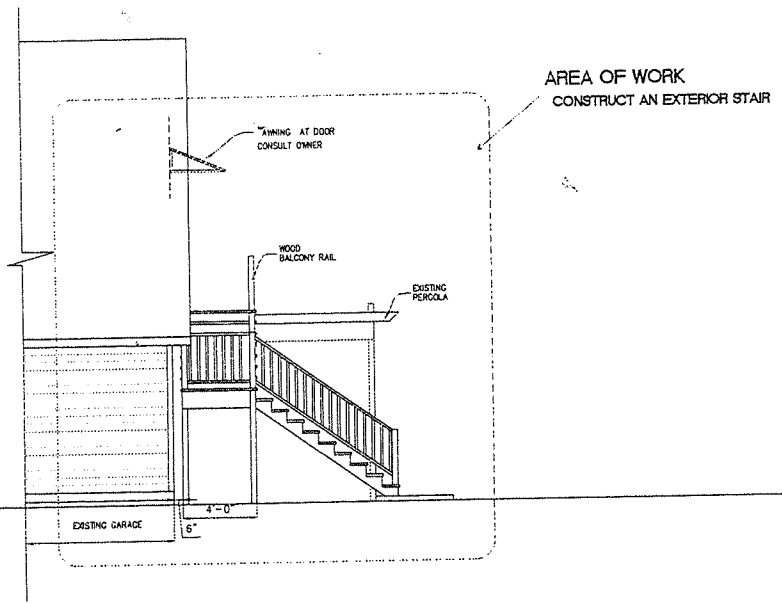 AREA OF WORK
CONSTRUCT AN EXTERIOR STAIR
AWNING AT DOOR
CONSULT OWNER
WOOD
BALCONY RAIL
EXISTING
PERGOLA
4'-0"
EXISTING GARAGE
6"